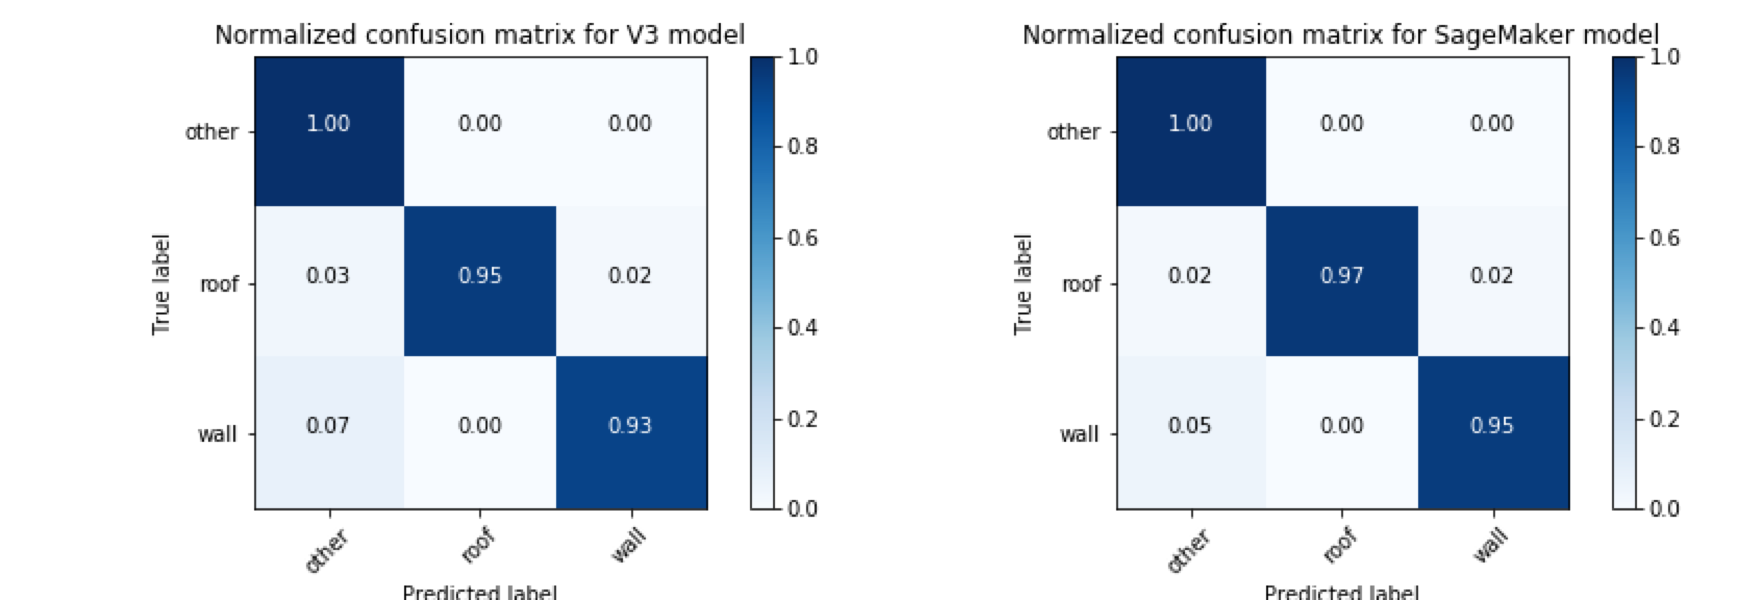 Normalized confusion matrix for V3 model
1.0
other 1.00 0.00 0.00
0.8
0.6
True label
roof 0.03 0.95 0.02
0.4
0.2
wall 0.07 0.00 0.93
0.0
other roof wall
Predicted label
Normalized confusion matrix for SageMaker model
1.0
other 1.00 0.00 0.00
0.8
0.6
True label
roof 0.02 0.97 0.02
0.4
0.2
wall 0.05 0.00 0.95
0.0
other roof wall
Predicted label